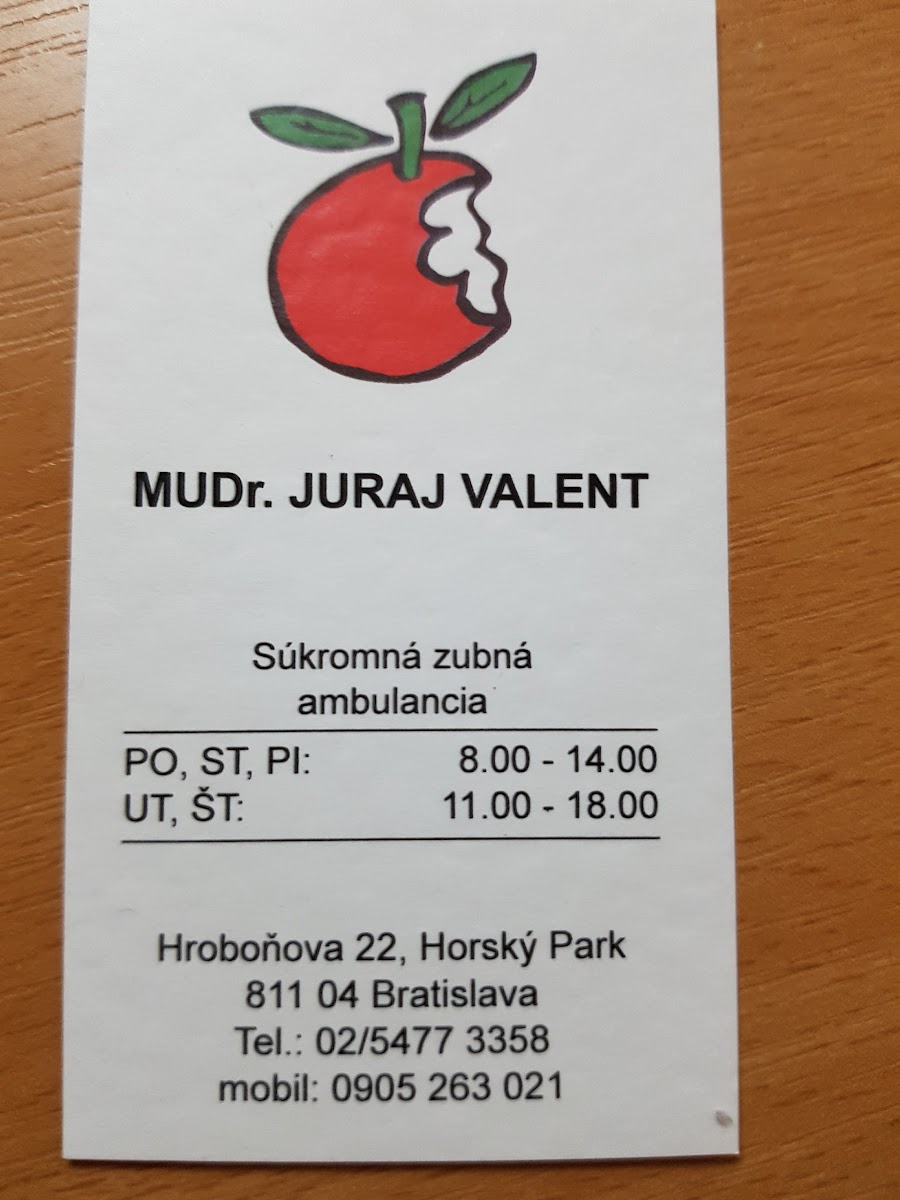 MUDr. JURAJ VALENT
Súkromná zubná
ambulancia
PO, ST, PI: 8.00 - 14.00
UT, ŠT: 11.00 - 18.00
Hroboňova 22, Horský Park
811 04 Bratislava
Tel.: 02/5477 3358
mobil: 0905 263 021